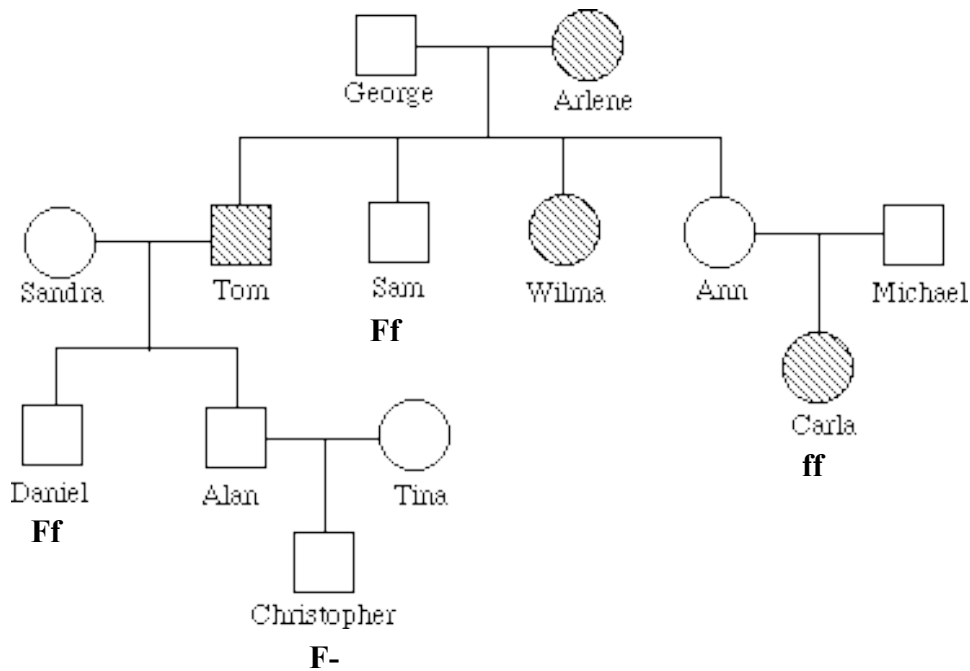 George
Arlene
Sandra
Tom
Sam
Wilma
Ann
Michael
Ff
Carla
ff
Daniel
Alan
Tina
Ff
Christopher
F-